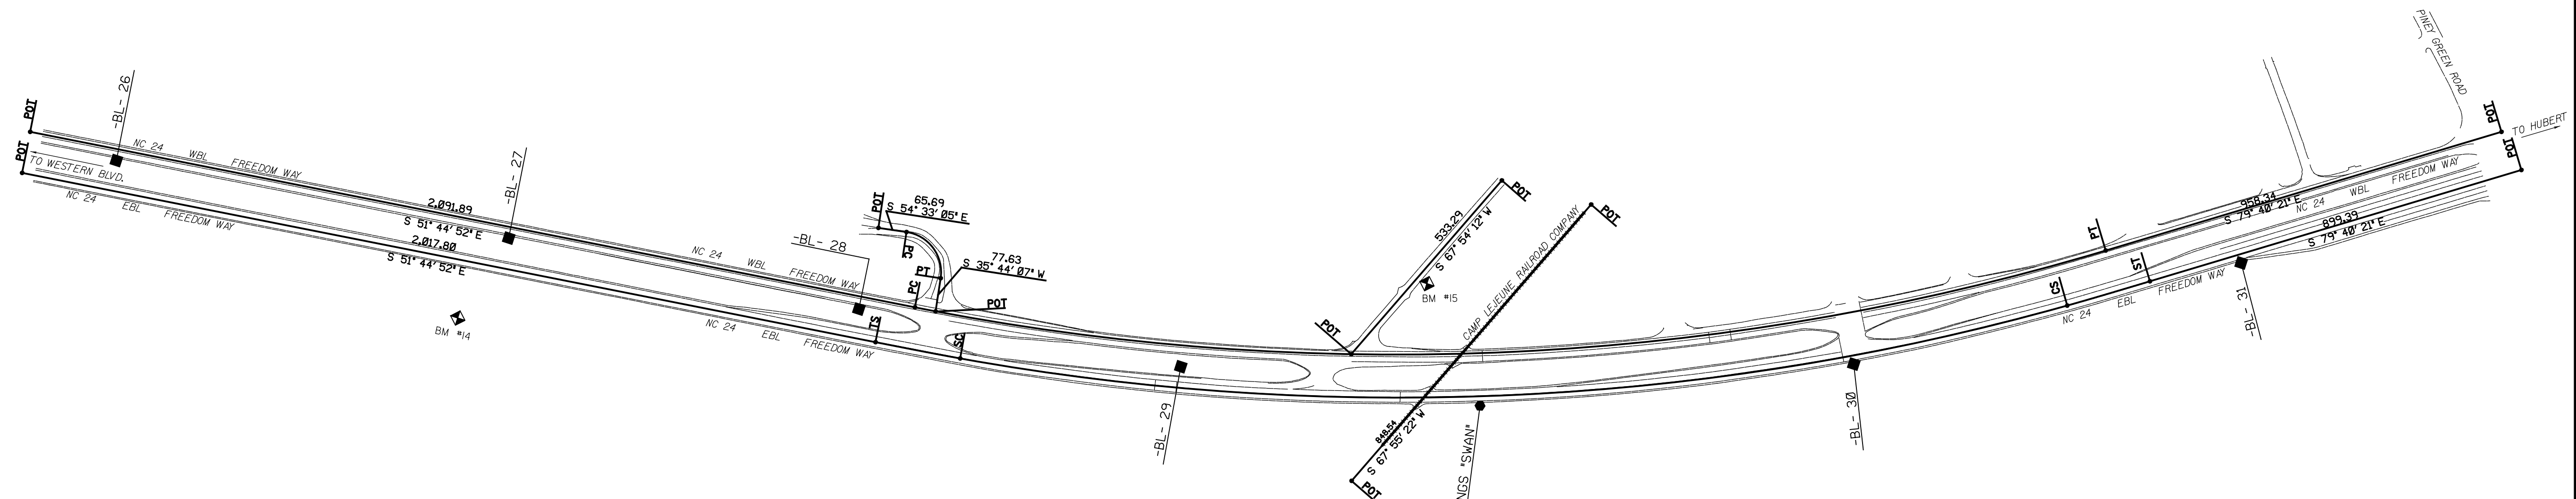 POT
-BL- 26
POT
TO WESTERN BLVD.
NC 24 WBL FREEDOM WAY
NC 24 EBL FREEDOM WAY
2,091.89
S 51° 44' 52" E
2,017.80
S 51° 44' 52" E
-BL- 27
BM #14
NC 24 WBL FREEDOM WAY
NC 24 EBL FREEDOM WAY
-BL- 28
POT
65.69
S 54° 33' 05" E
PC
PT
PC
77.63
S 35° 44' 07" W
POT
ST
SC
-BL- 29
POT
533.29
S 67° 54' 12" W
POT
BM #15
CAMP LEJEUNE RAILROAD COMPANY
POT
848.54
S 67° 55' 22" W
POT
NGS "SWAN"
-BL- 30
PT
CS
ST
NC 24 EBL FREEDOM WAY
-BL- 31
958.34
S 79° 40' 21" E
NC 24 WBL FREEDOM WAY
899.39
S 79° 40' 21" E
PINEY GREEN ROAD
POT
POT
TO HUBERT